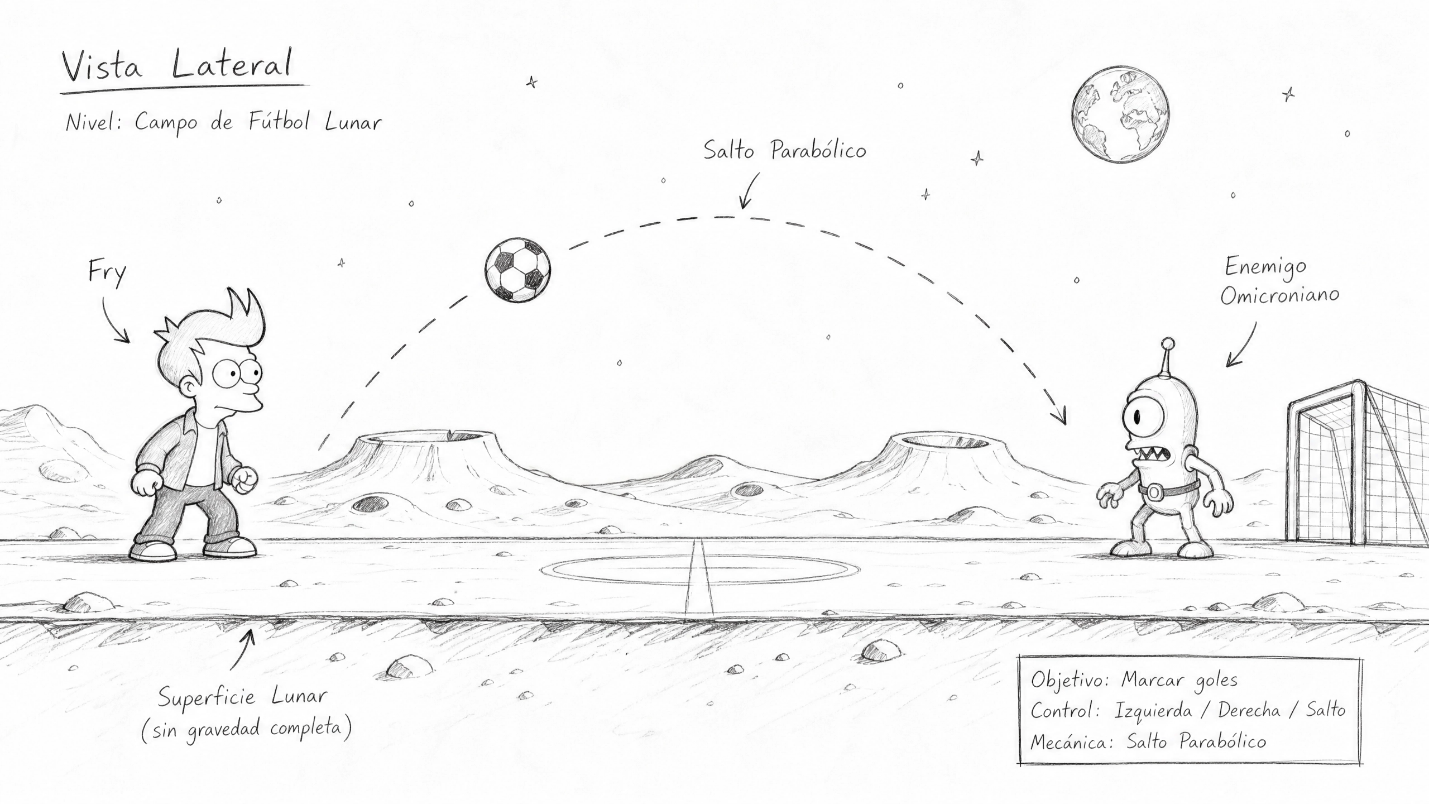 Vista Lateral
Nivel: Campo de Fútbol Lunar
Salto Parabólico
Fry
Enemigo
Omicroniano
Superficie Lunar
(sin gravedad completa)
Objetivo: Marcar goles
Control: Izquierda / Derecha / Salto
Mecánica: Salto Parabólico